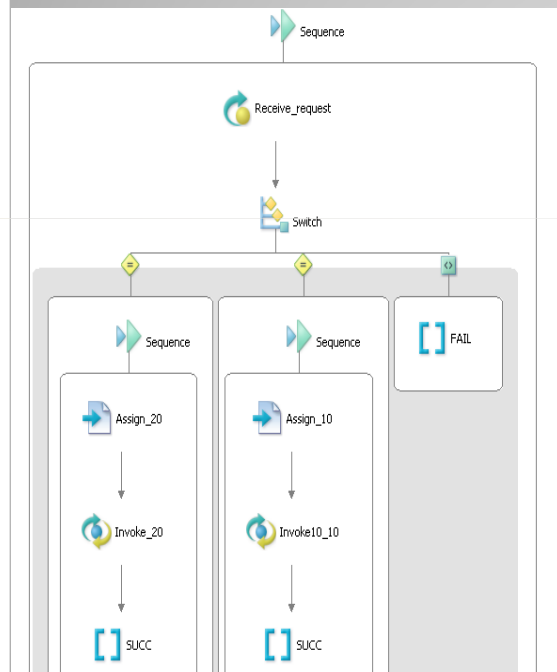 Sequence
Receive_request
Switch
=
=
<>
Sequence
Sequence
FAIL
Assign_20
Assign_10
Invoke_20
Invoke10_10
SUCC
SUCC